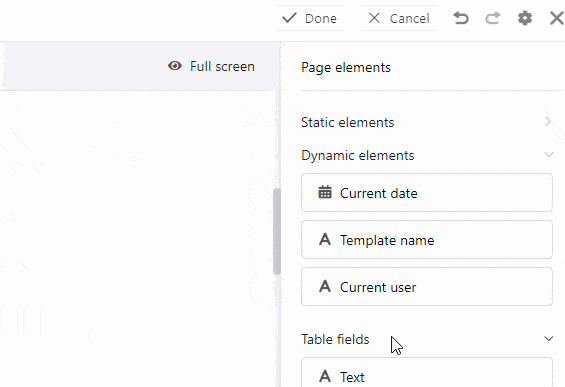 Done Cancel
Full screen
Page elements
Static elements
Dynamic elements
Current date
Template name
Current user
Table fields
Text